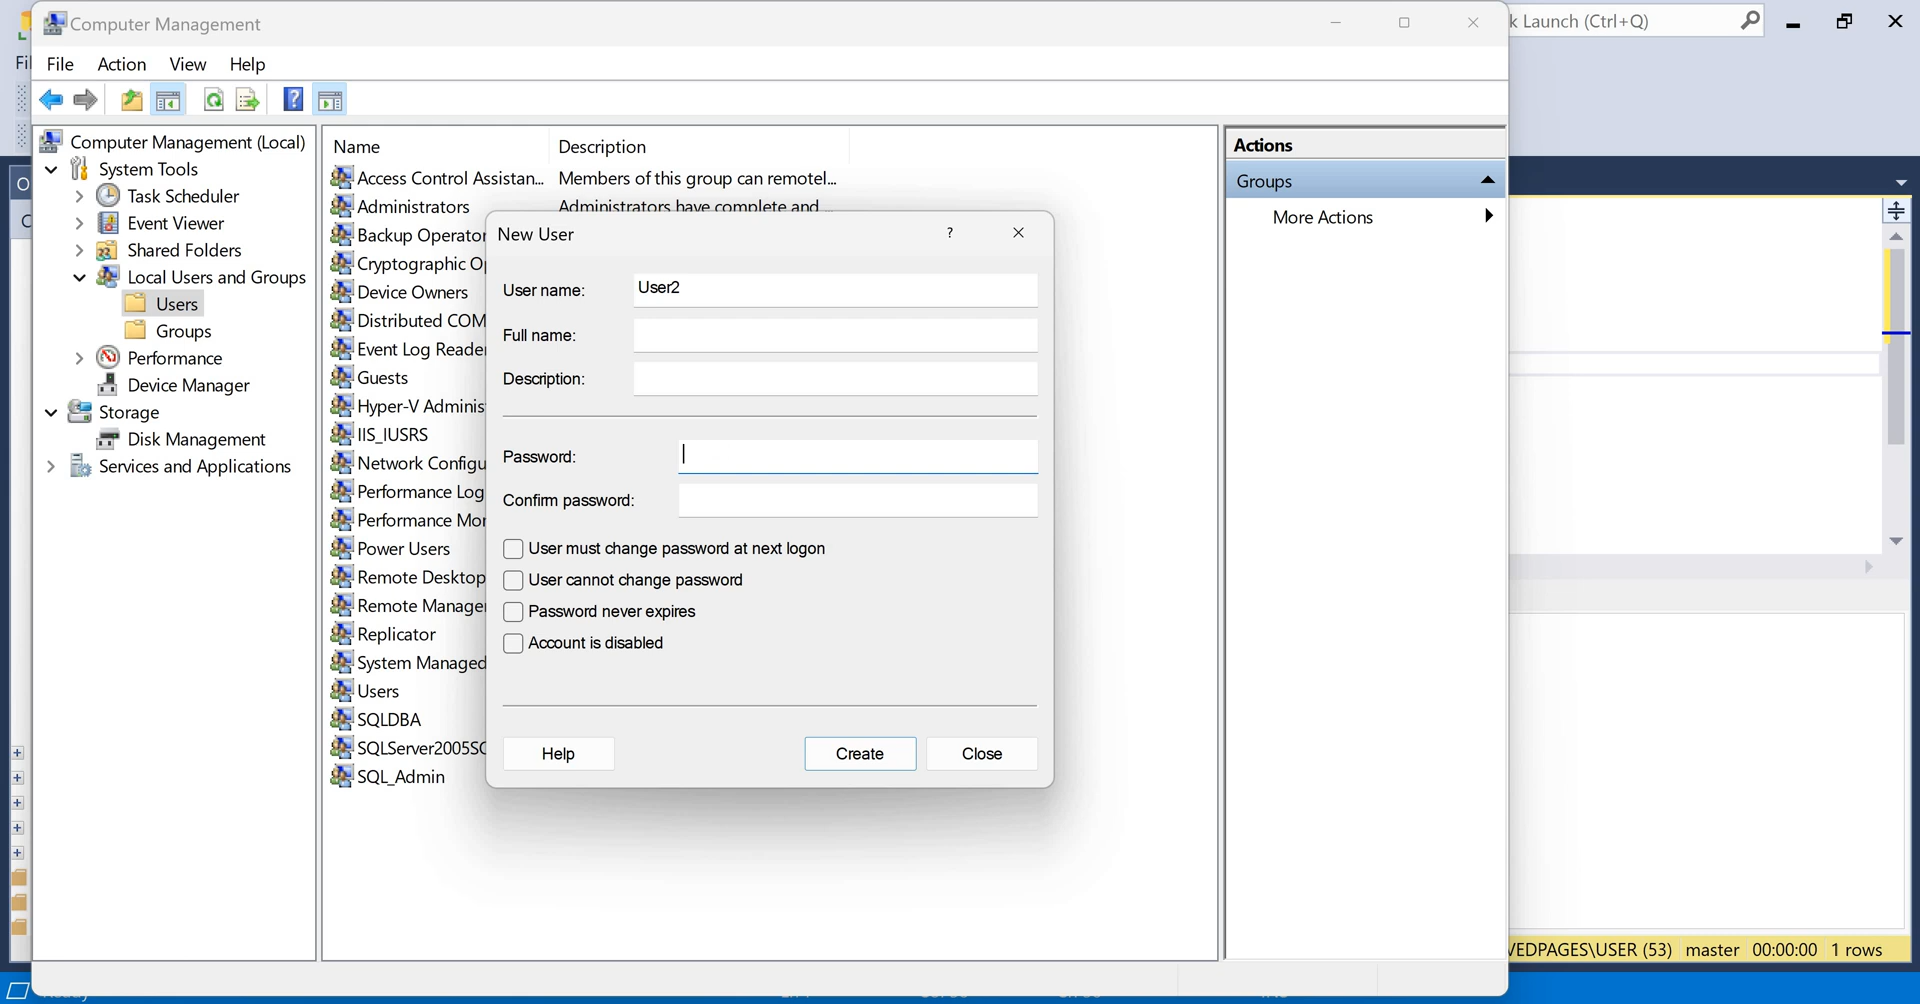 Computer Management
k Launch (Ctrl+Q)
File Action View Help
Computer Management (Local)
System Tools
Task Scheduler
Event Viewer
Shared Folders
Local Users and Groups
Users
Groups
Performance
Device Manager
Storage
Disk Management
Services and Applications
Name Description
Access Control Assistan... Members of this group can remotel...
Administrators Administrators have complete and ...
Backup Operator
Cryptographic Op
Device Owners
Distributed COM
Event Log Reade
Guests
Hyper-V Adminis
IIS_IUSRS
Network Configu
Performance Log
Performance Mor
Power Users
Remote Desktop
Remote Manage
Replicator
System Managed
Users
SQLDBA
SQLServer2005SQ
SQL_Admin
New User
?
User name: User2
Full name:
Description:
Password:
Confirm password:
User must change password at next logon
User cannot change password
Password never expires
Account is disabled
Help Create Close
Actions
Groups
More Actions
VEDPAGES\USER (53) master 00:00:00 1 rows